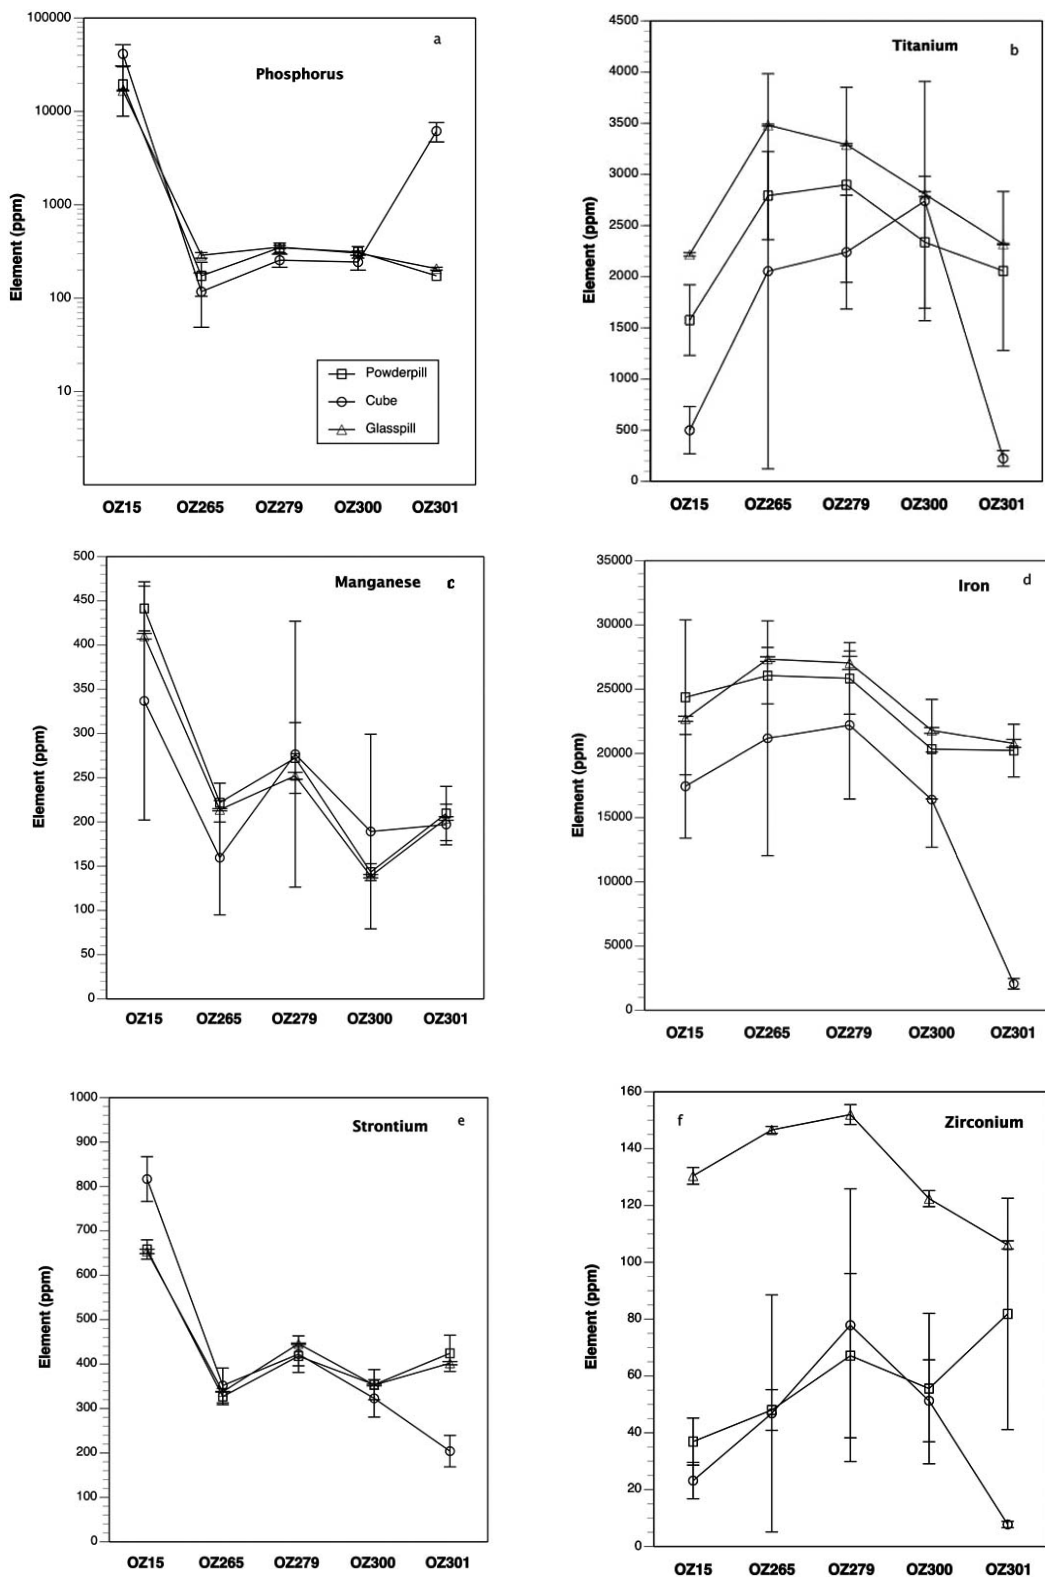 a
Phosphorus
Element (ppm)
100000
10000
1000
100
10
Powderpill
Cube
Glasspill
OZ15 OZ265 OZ279 OZ300 OZ301
Titanium b
Element (ppm)
4500
4000
3500
3000
2500
2000
1500
1000
500
0
OZ15 OZ265 OZ279 OZ300 OZ301
Manganese c
Element (ppm)
500
450
400
350
300
250
200
150
100
50
0
OZ15 OZ265 OZ279 OZ300 OZ301
Iron d
Element (ppm)
35000
30000
25000
20000
15000
10000
5000
0
OZ15 OZ265 OZ279 OZ300 OZ301
Strontium e
Element (ppm)
1000
900
800
700
600
500
400
300
200
100
0
OZ15 OZ265 OZ279 OZ300 OZ301
f Zirconium
Element (ppm)
160
140
120
100
80
60
40
20
0
OZ15 OZ265 OZ279 OZ300 OZ301